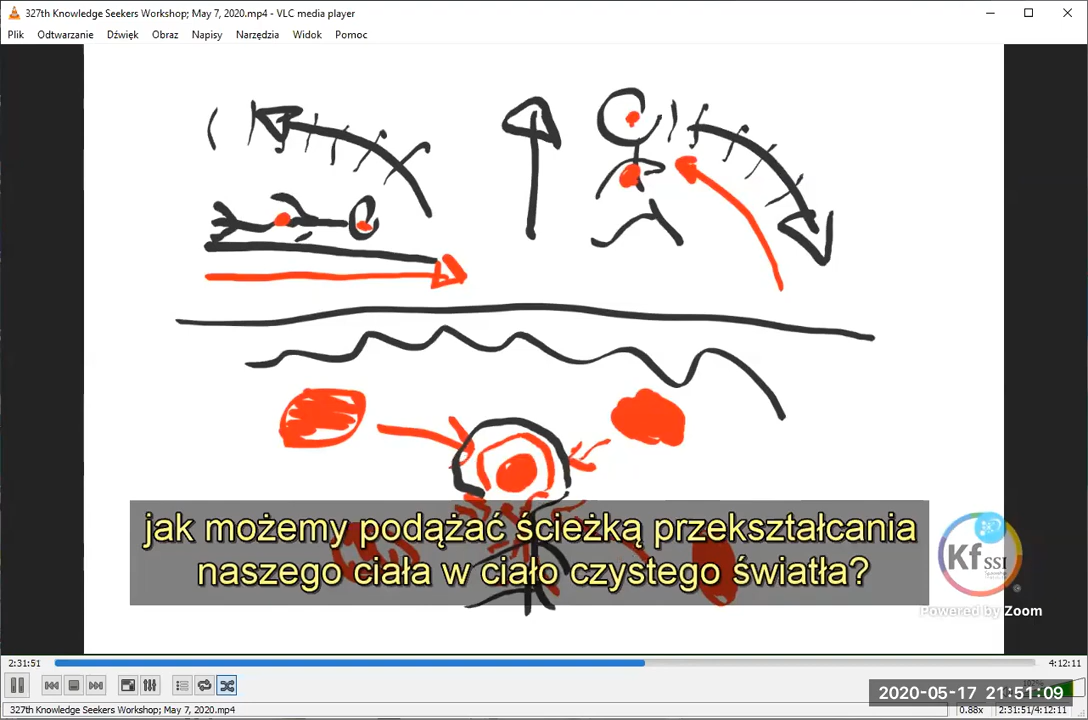 327th Knowledge Seekers Workshop; May 7, 2020.mp4 - VLC media player
Plik Odtwarzanie Dźwięk Obraz Napisy Narzędzia Widok Pomoc
jak możemy podążać ścieżką przekształcania
naszego ciała w ciało czystego światła?
Kf SSI
Powered by Zoom
2:31:51 4:12:11
2020-05-17 21:51:09
327th Knowledge Seekers Workshop; May 7, 2020.mp4 0.88x 2:31:51/4:12:11